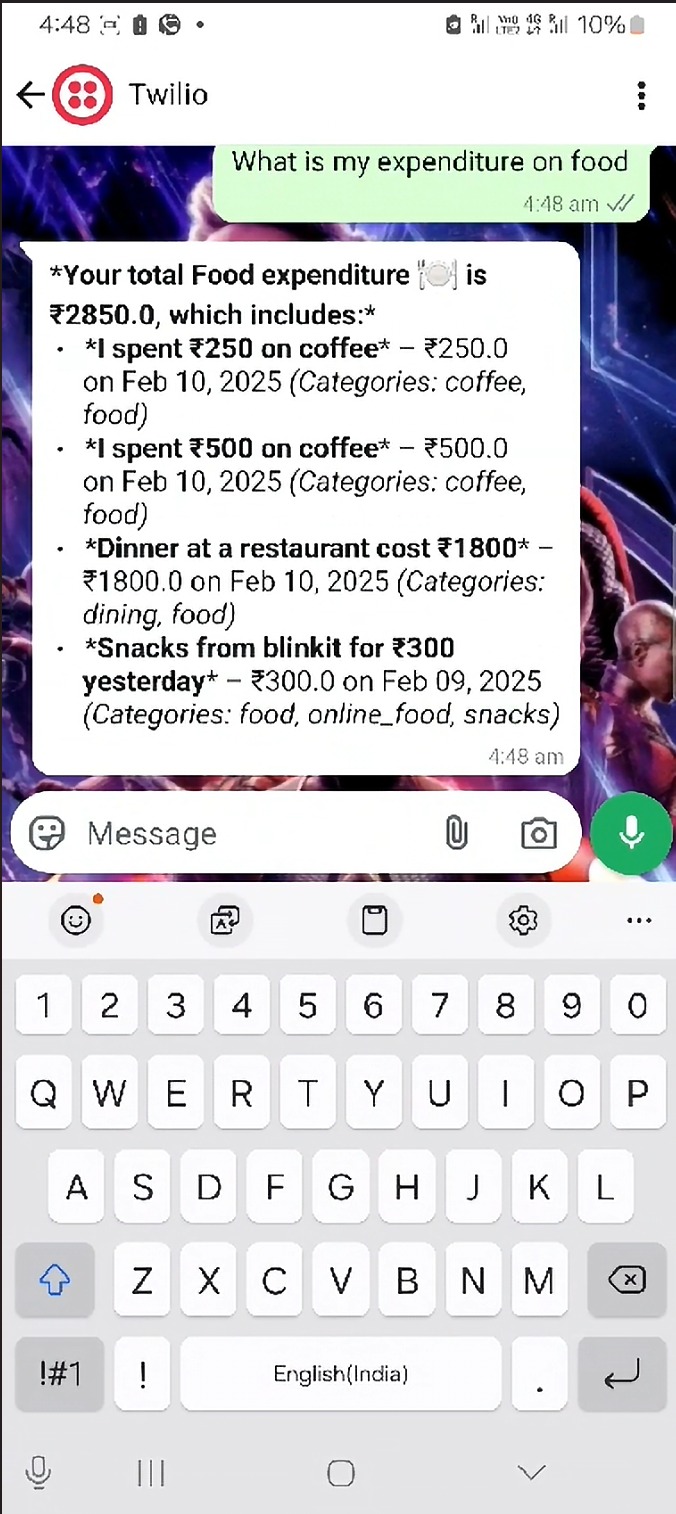 4:48 10%
Twilio
What is my expenditure on food
4:48 am
*Your total Food expenditure 🍽️ is
₹2850.0, which includes:*
• *I spent ₹250 on coffee* – ₹250.0
on Feb 10, 2025 (Categories: coffee,
food)
• *I spent ₹500 on coffee* – ₹500.0
on Feb 10, 2025 (Categories: coffee,
food)
• *Dinner at a restaurant cost ₹1800* –
₹1800.0 on Feb 10, 2025 (Categories:
dining, food)
• *Snacks from blinkit for ₹300
yesterday* – ₹300.0 on Feb 09, 2025
(Categories: food, online_food, snacks)
4:48 am
Message
1 2 3 4 5 6 7 8 9 0
Q W E R T Y U I O P
A S D F G H J K L
Z X C V B N M
!#1 ! English(India) .